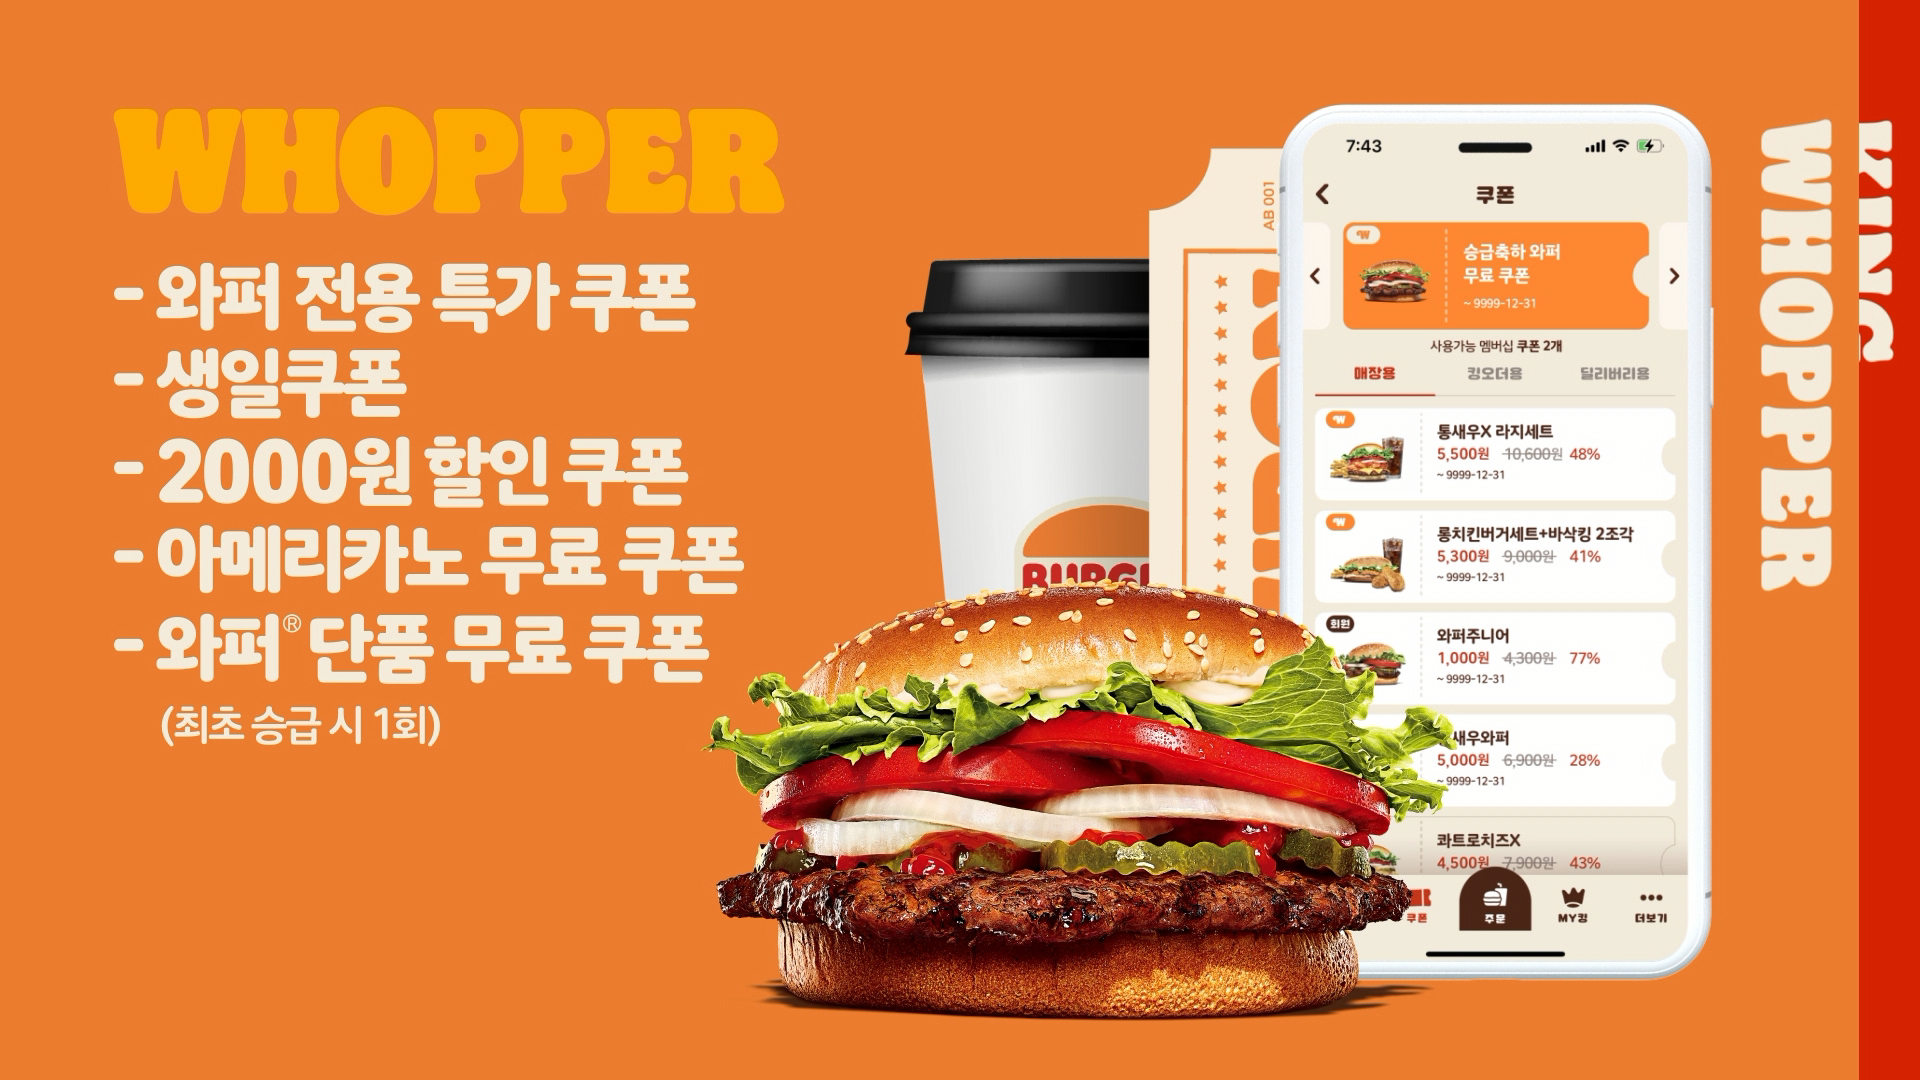 WHOPPER
- 와퍼 전용 특가 쿠폰
- 생일쿠폰
- 2000원 할인 쿠폰
- 아메리카노 무료 쿠폰
- 와퍼® 단품 무료 쿠폰
(최초 승급 시 1회)
AB 001
7:43
쿠폰
W
승급축하 와퍼
무료 쿠폰
~ 9999-12-31
사용가능 멤버십 쿠폰 2개
매장용 킹오더용 딜리버리용
W
통새우X 라지세트
5,500원 10,600원 48%
~ 9999-12-31
W
롱치킨버거세트+바삭킹 2조각
5,300원 9,000원 41%
~ 9999-12-31
회원
와퍼주니어
1,000원 4,300원 77%
~ 9999-12-31
새우와퍼
5,000원 6,900원 28%
~ 9999-12-31
콰트로치즈X
4,500원 7,900원 43%
쿠폰 주문 MY킹 더보기
WHOPPER
KING